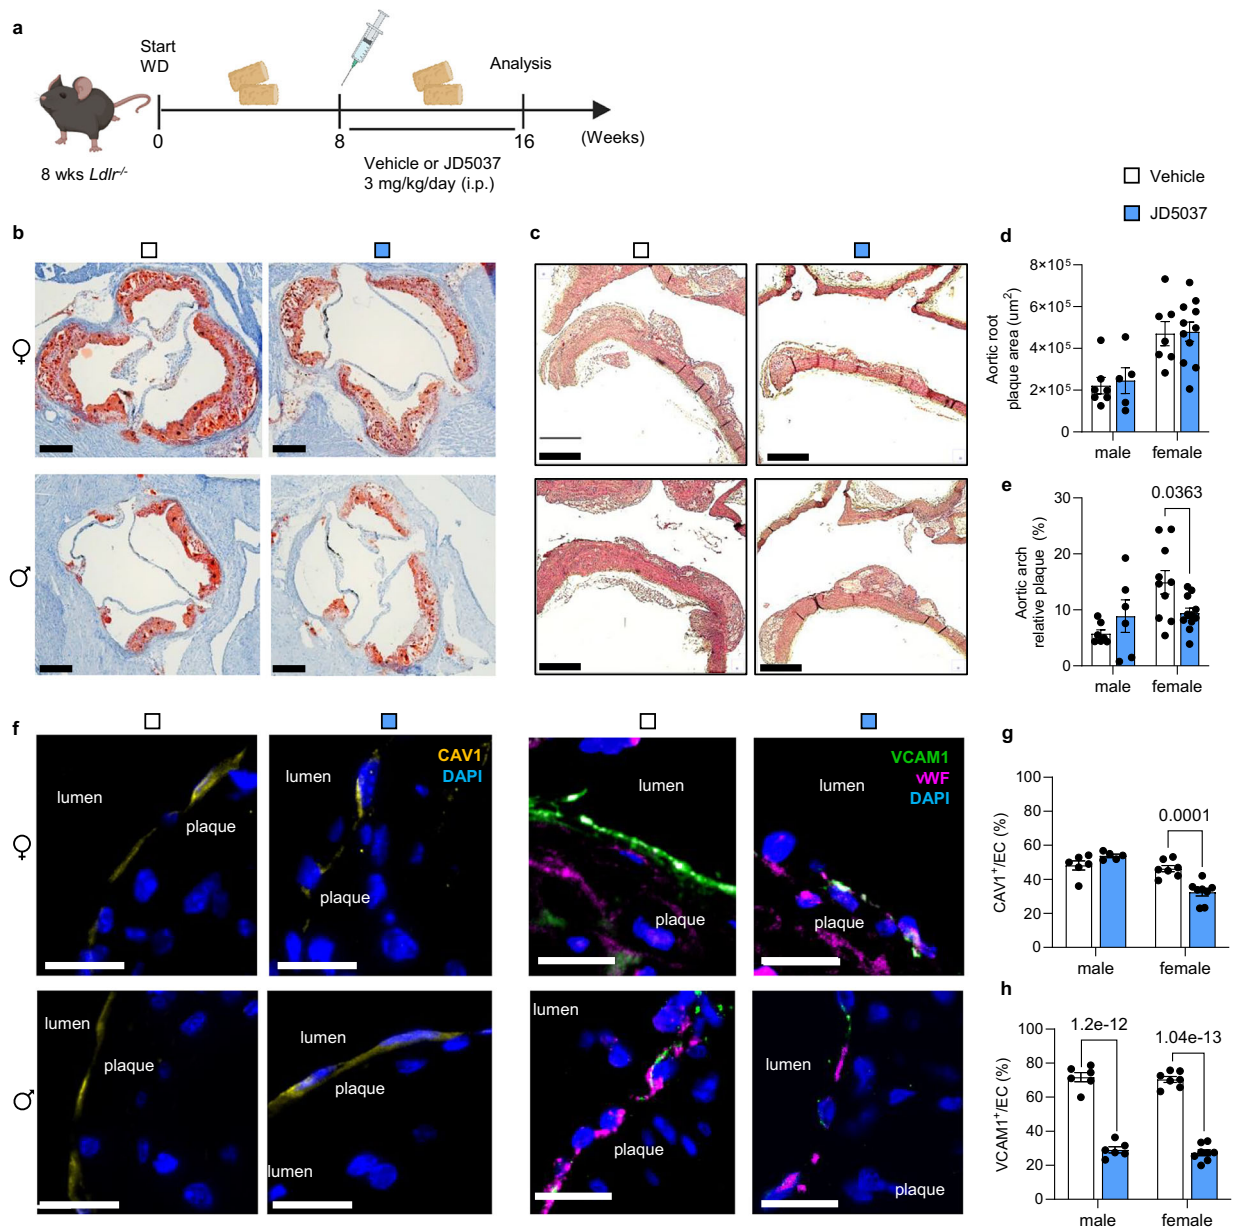 a
Start
WD
Analysis
0
8
16
(Weeks)
8 wks Ldlr-/-
Vehicle or JD5037
3 mg/kg/day (i.p.)
Vehicle
JD5037
b
♀
♂
c
d
8×10⁵
6×10⁵
4×10⁵
2×10⁵
0
Aortic root
plaque area (um²)
male
female
e
0.0363
30
20
10
0
Aortic arch
relative plaque (%)
male
female
f
♀
lumen
plaque
lumen
CAV1
DAPI
plaque
lumen
plaque
VCAM1
vWF
DAPI
lumen
plaque
♂
lumen
plaque
lumen
plaque
lumen
lumen
plaque
lumen
plaque
g
100
80
60
40
20
0
CAV1⁺/EC (%)
0.0001
male
female
h
100
80
60
40
20
0
VCAM1⁺/EC (%)
1.2e-12
1.04e-13
male
female